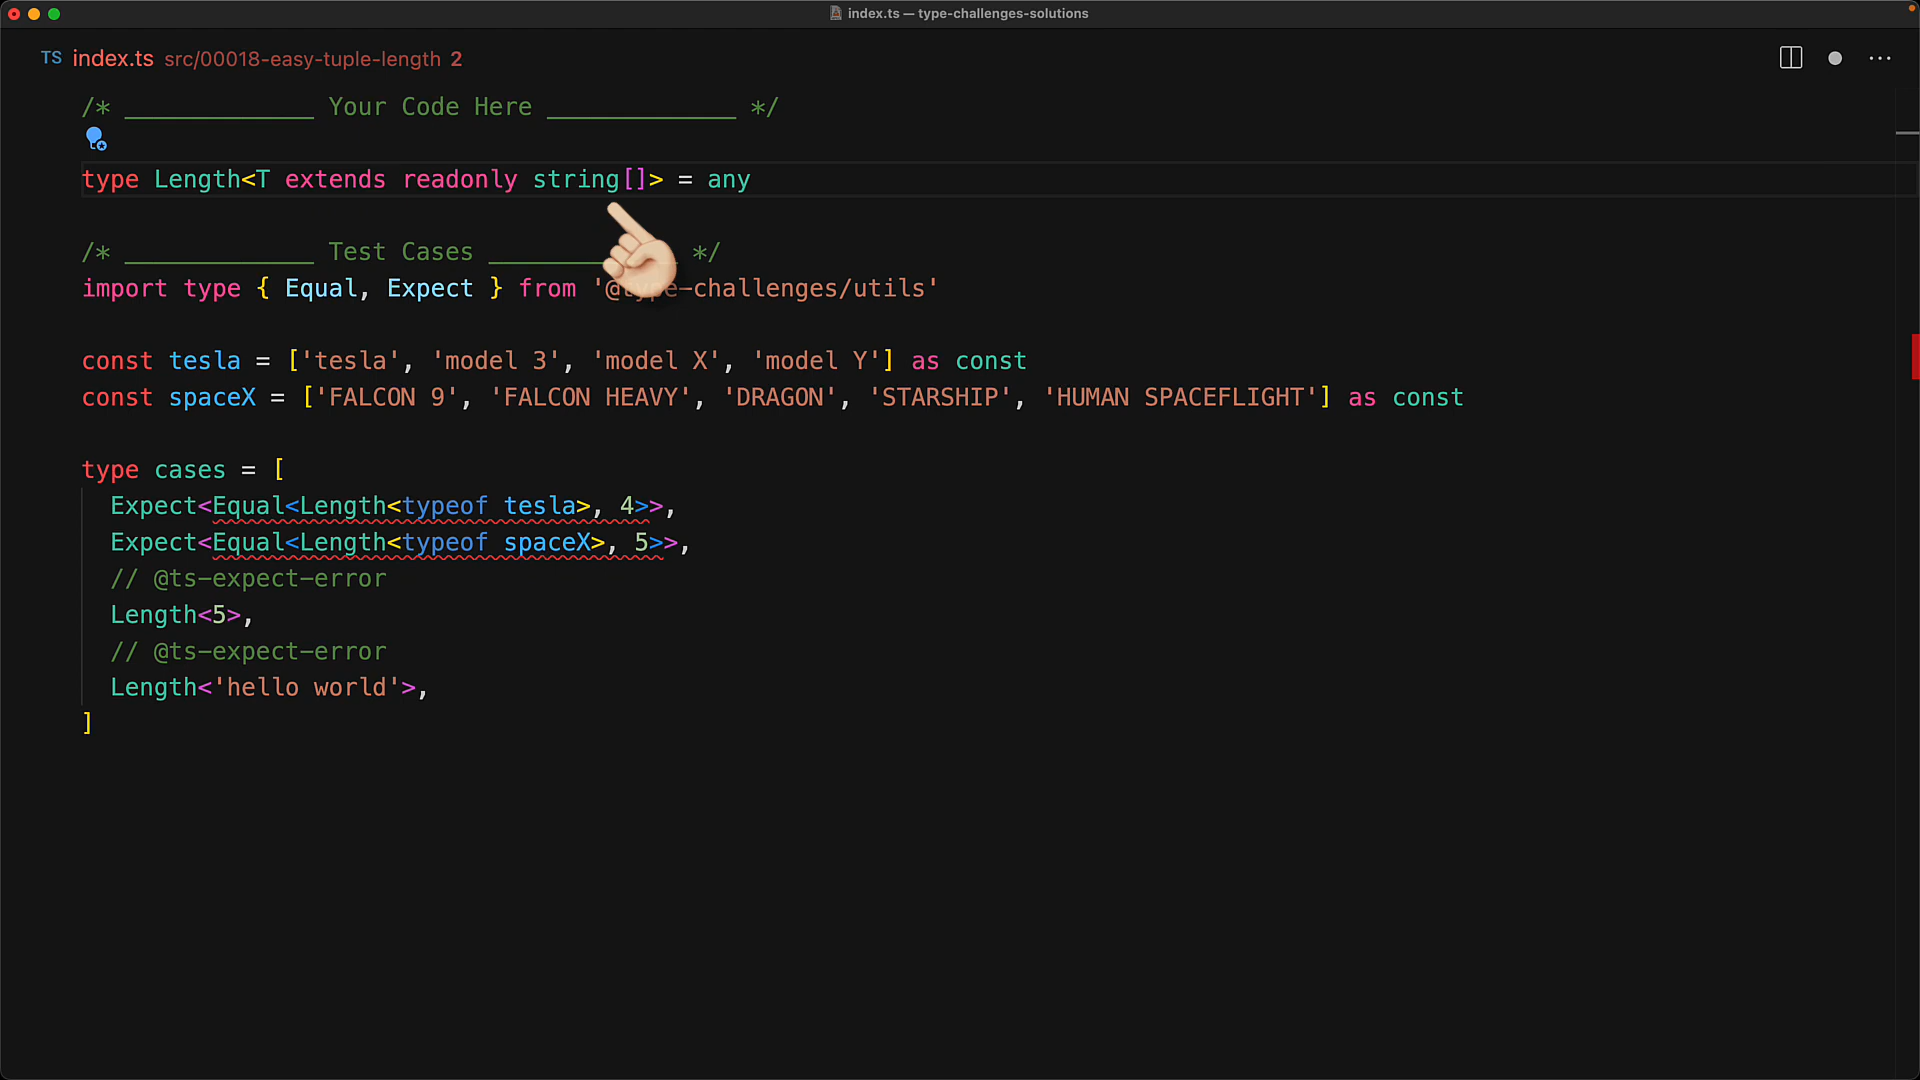 index.ts — type-challenges-solutions
TS index.ts src/00018-easy-tuple-length 2
/* _____________ Your Code Here _____________ */
type Length<T extends readonly string[]> = any
/* _____________ Test Cases ________ */
import type { Equal, Expect } from '@type-challenges/utils'
const tesla = ['tesla', 'model 3', 'model X', 'model Y'] as const
const spaceX = ['FALCON 9', 'FALCON HEAVY', 'DRAGON', 'STARSHIP', 'HUMAN SPACEFLIGHT'] as const
type cases = [
  Expect<Equal<Length<typeof tesla>, 4>>,
  Expect<Equal<Length<typeof spaceX>, 5>>,
  // @ts-expect-error
  Length<5>,
  // @ts-expect-error
  Length<'hello world'>,
]